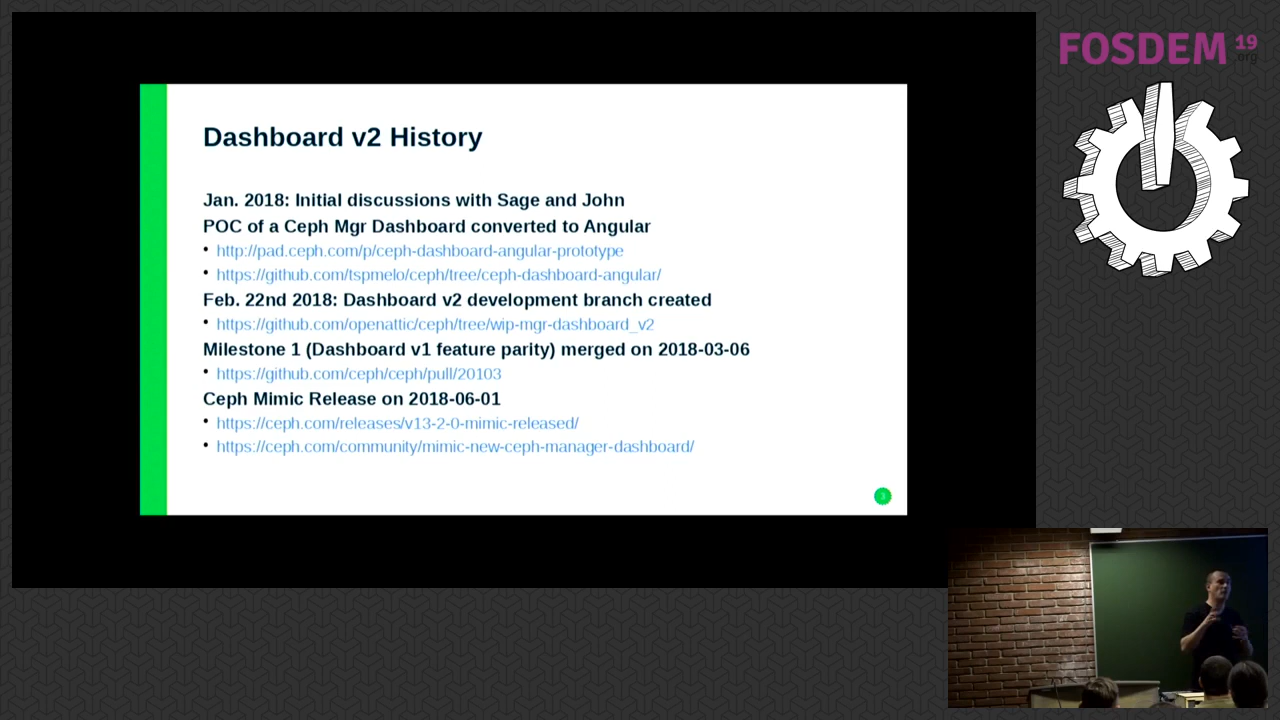 Dashboard v2 History
Jan. 2018: Initial discussions with Sage and John
POC of a Ceph Mgr Dashboard converted to Angular
• http://pad.ceph.com/p/ceph-dashboard-angular-prototype
• https://github.com/tspmelo/ceph/tree/ceph-dashboard-angular/
Feb. 22nd 2018: Dashboard v2 development branch created
• https://github.com/openattic/ceph/tree/wip-mgr-dashboard_v2
Milestone 1 (Dashboard v1 feature parity) merged on 2018-03-06
• https://github.com/ceph/ceph/pull/20103
Ceph Mimic Release on 2018-06-01
• https://ceph.com/releases/v13-2-0-mimic-released/
• https://ceph.com/community/mimic-new-ceph-manager-dashboard/
3
FOSDEM 19
.org